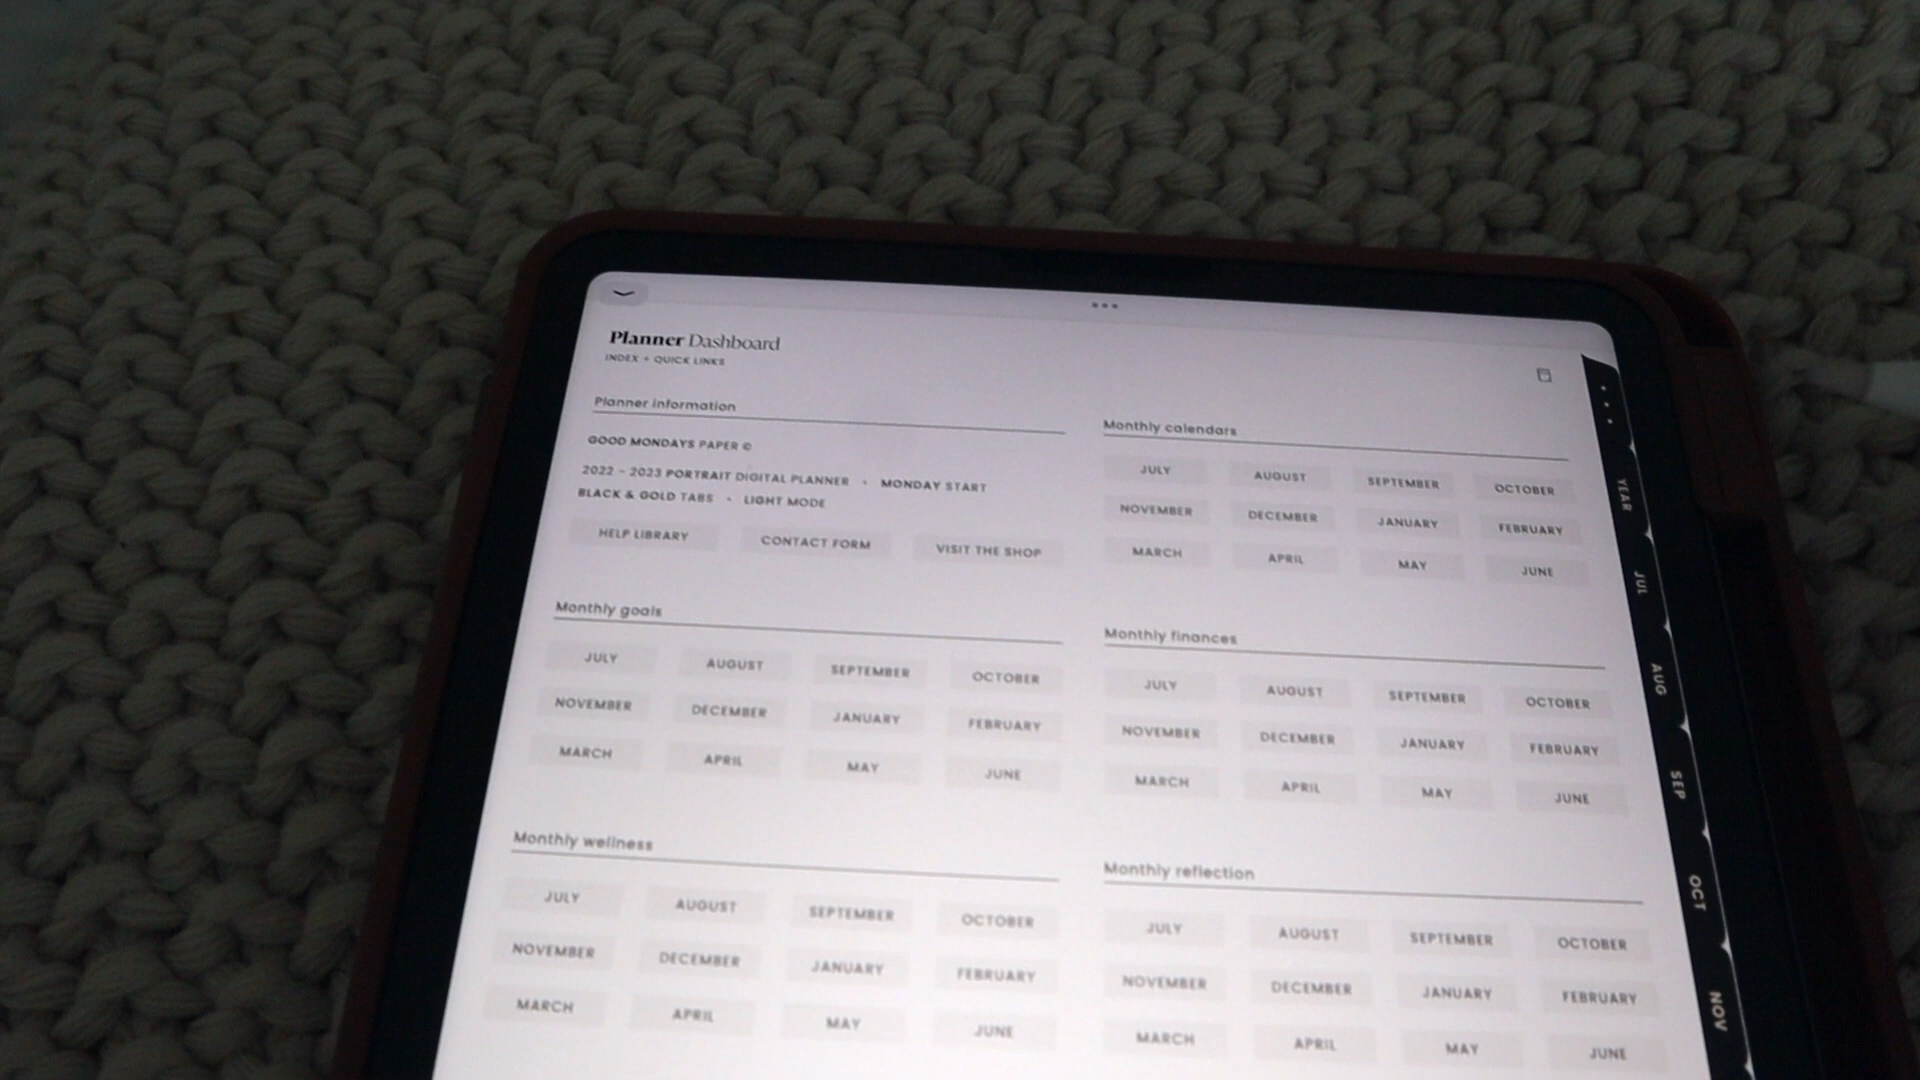 Planner Dashboard
INDEX + QUICK LINKS
Planner information
GOOD MONDAYS PAPER ©
2022 - 2023 PORTRAIT DIGITAL PLANNER • MONDAY START
BLACK & GOLD TABS • LIGHT MODE
HELP LIBRARY CONTACT FORM VISIT THE SHOP
Monthly calendars
JULY AUGUST SEPTEMBER OCTOBER
NOVEMBER DECEMBER JANUARY FEBRUARY
MARCH APRIL MAY JUNE
Monthly goals
JULY AUGUST SEPTEMBER OCTOBER
NOVEMBER DECEMBER JANUARY FEBRUARY
MARCH APRIL MAY JUNE
Monthly finances
JULY AUGUST SEPTEMBER OCTOBER
NOVEMBER DECEMBER JANUARY FEBRUARY
MARCH APRIL MAY JUNE
Monthly wellness
JULY AUGUST SEPTEMBER OCTOBER
NOVEMBER DECEMBER JANUARY FEBRUARY
MARCH APRIL MAY JUNE
Monthly reflection
JULY AUGUST SEPTEMBER OCTOBER
NOVEMBER DECEMBER JANUARY FEBRUARY
MARCH APRIL MAY JUNE
YEAR
JUL
AUG
SEP
OCT
NOV